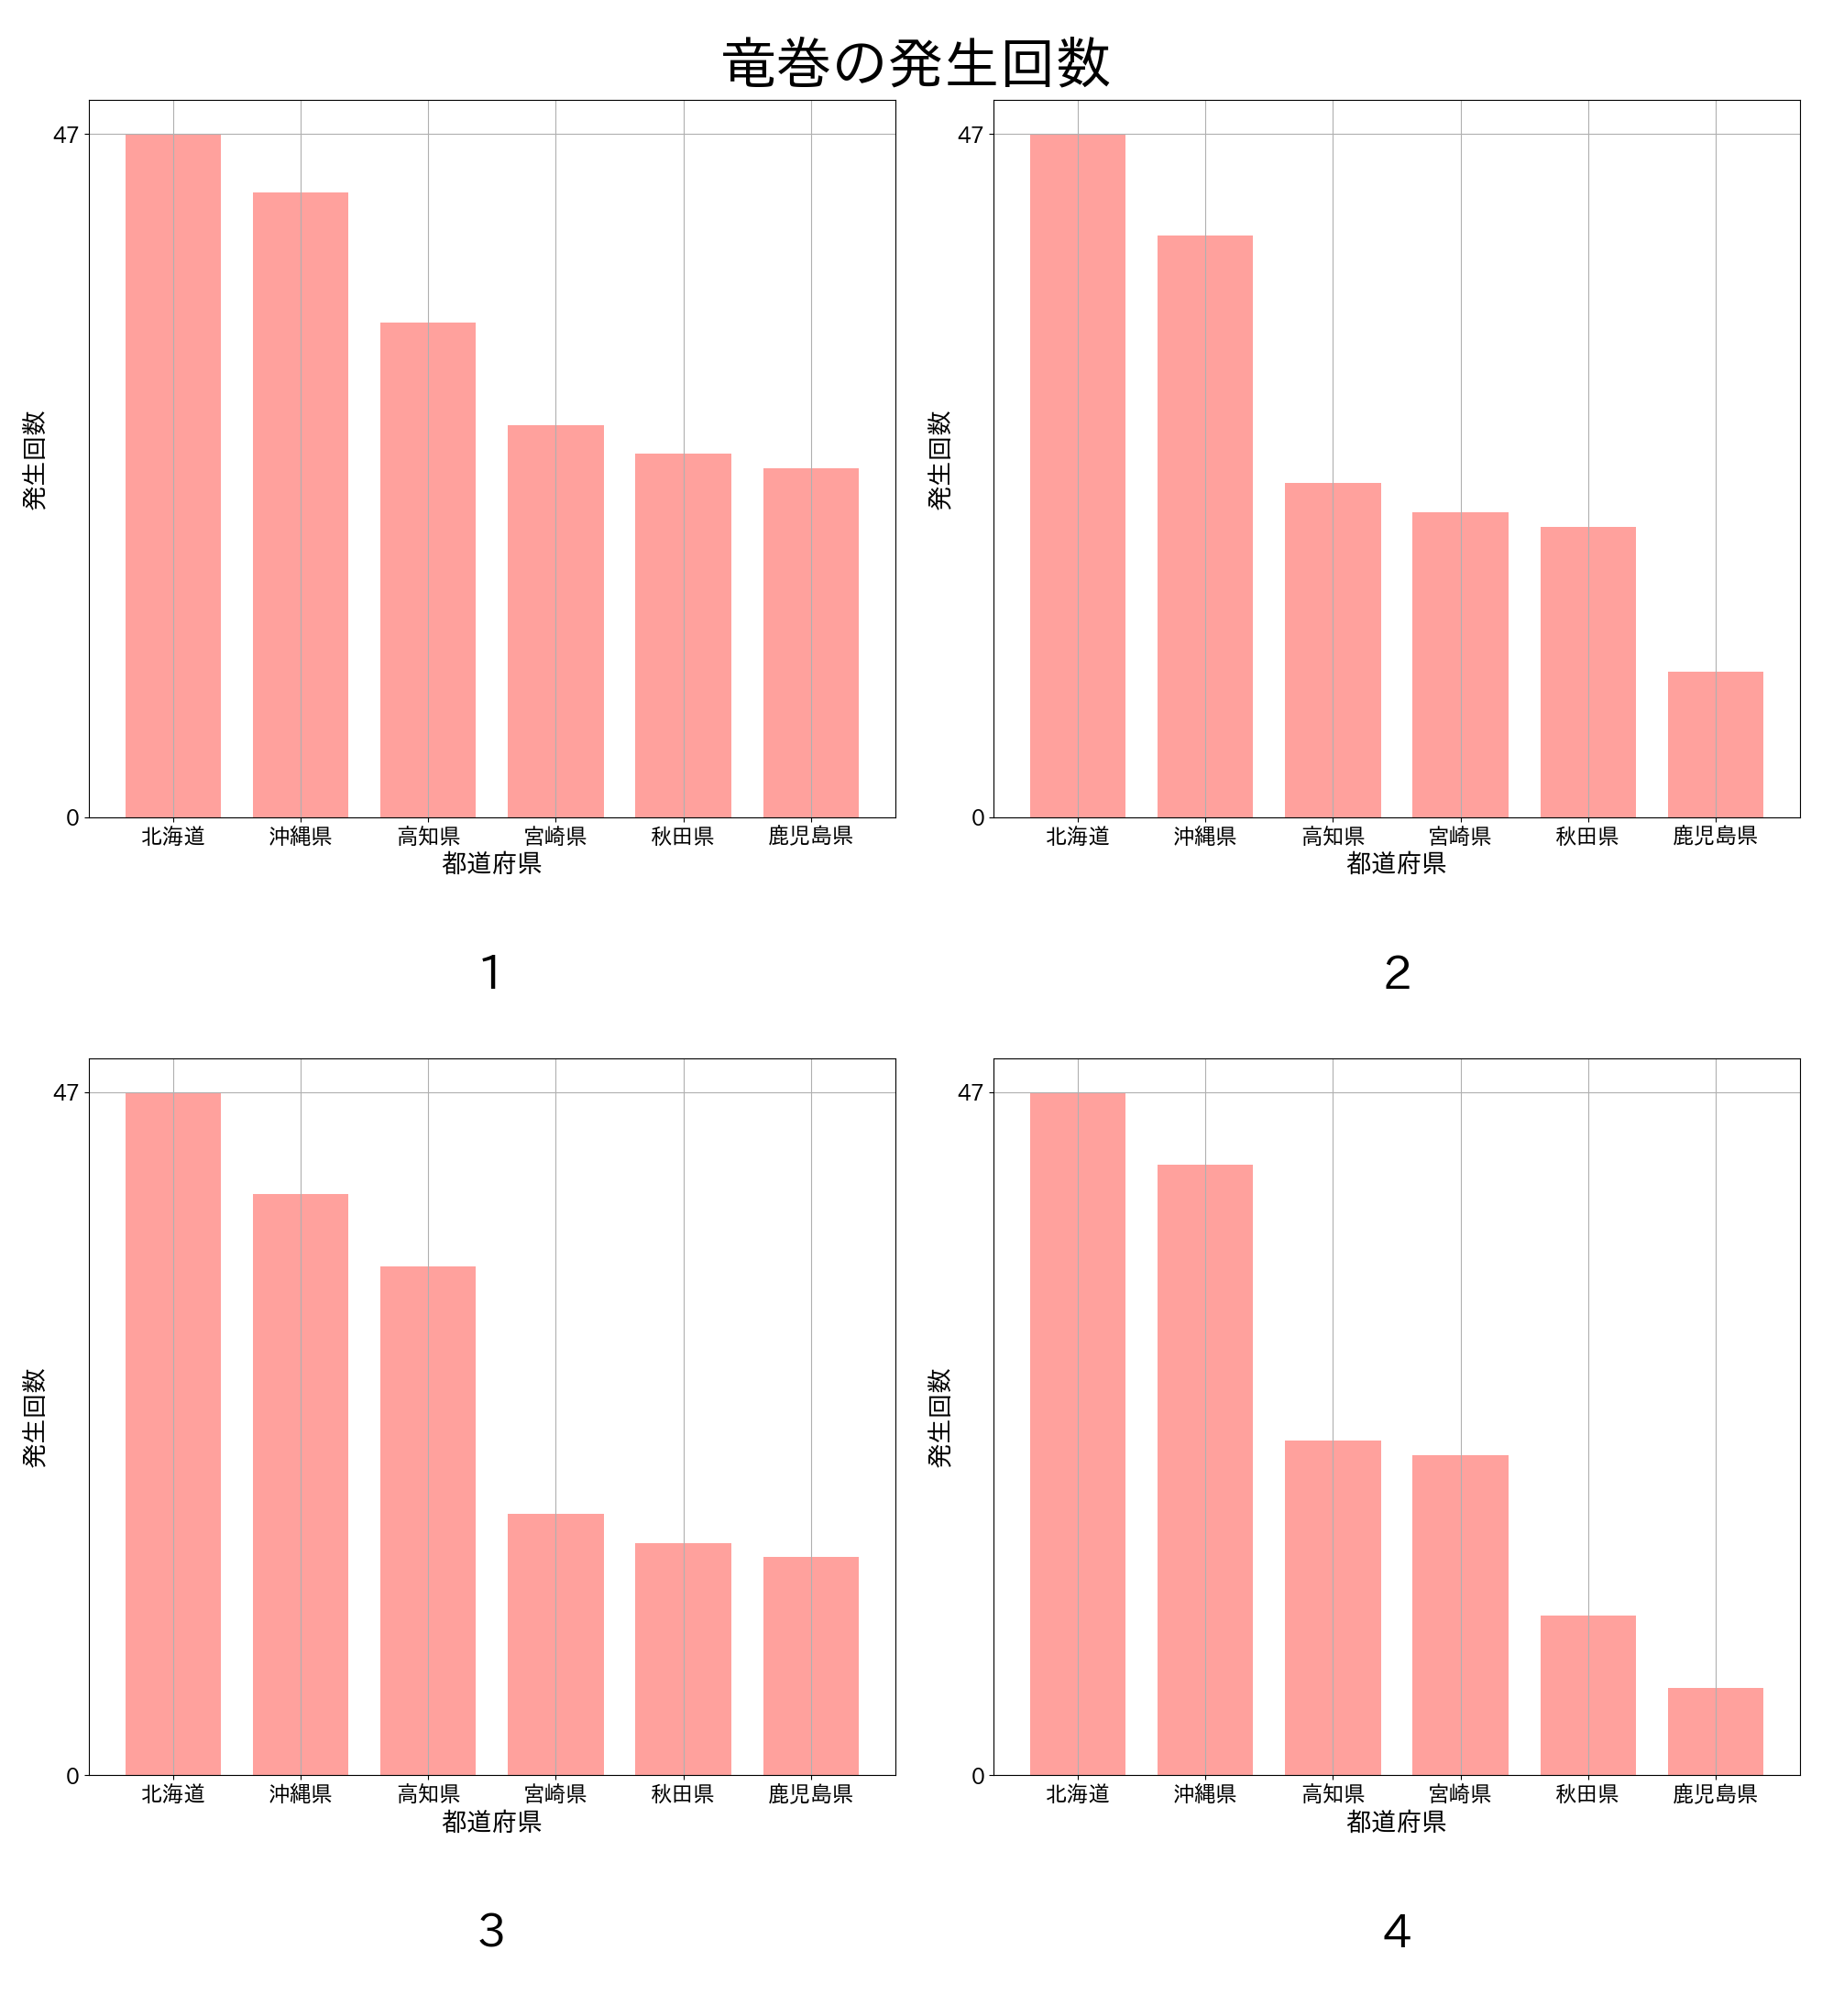 竜巻の発生回数
47
0
発生回数
北海道 沖縄県 高知県 宮崎県 秋田県 鹿児島県
都道府県
1
47
0
発生回数
北海道 沖縄県 高知県 宮崎県 秋田県 鹿児島県
都道府県
2
47
0
発生回数
北海道 沖縄県 高知県 宮崎県 秋田県 鹿児島県
都道府県
3
47
0
発生回数
北海道 沖縄県 高知県 宮崎県 秋田県 鹿児島県
都道府県
4